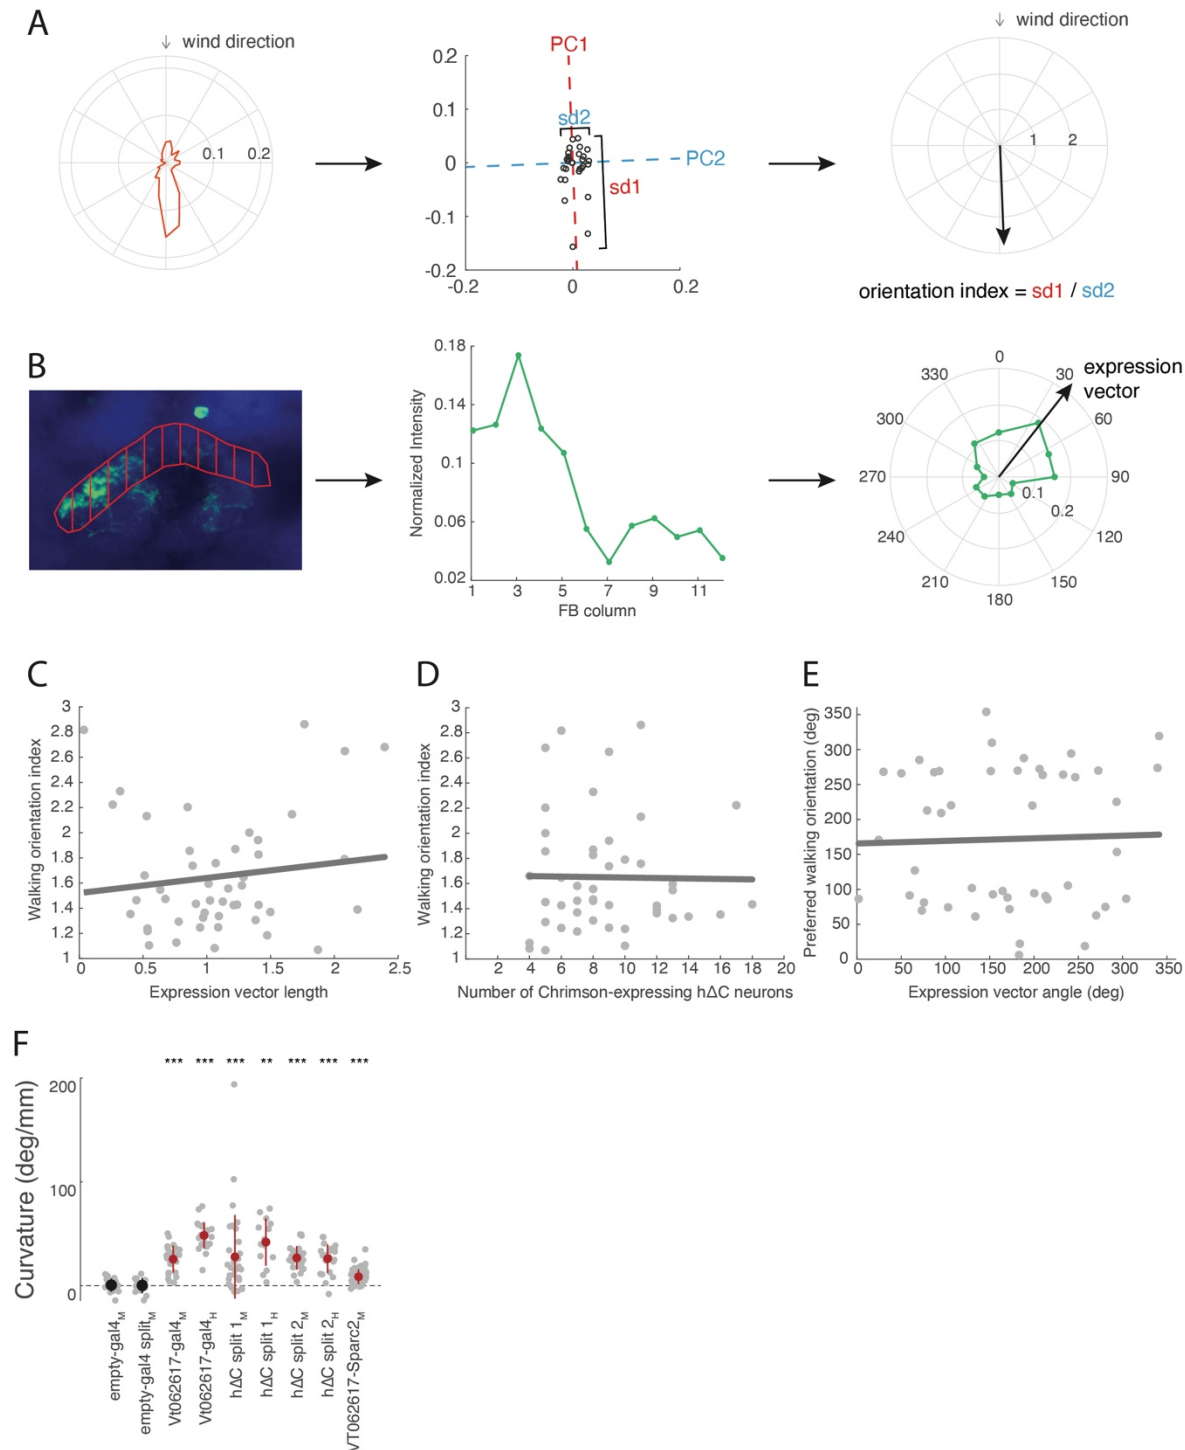 A
↓ wind direction
0.1 0.2
PC1
0.2
0.1
0
-0.1
-0.2
-0.2 0 0.2
sd2
PC2
sd1
↓ wind direction
1 2
orientation index = sd1 / sd2
B
0.18
0.14
0.1
0.06
0.02
Normalized Intensity
1 3 5 7 9 11
FB column
0
30
60
90
120
150
180
210
240
270
300
330
0.1
0.2
expression
vector
C
3
2.8
2.6
2.4
2.2
2
1.8
1.6
1.4
1.2
1
Walking orientation index
0 0.5 1 1.5 2 2.5
Expression vector length
D
3
2.8
2.6
2.4
2.2
2
1.8
1.6
1.4
1.2
1
Walking orientation index
2 4 6 8 10 12 14 16 18 20
Number of Chrimson-expressing hΔC neurons
E
350
300
250
200
150
100
50
0
Preferred walking orientation (deg)
0 50 100 150 200 250 300 350
Expression vector angle (deg)
F
*** *** *** ** *** *** ***
200
100
0
Curvature (deg/mm)
empty-gal4M
empty-gal4 splitM
Vt062617-gal4M
Vt062617-gal4H
hΔC split 1M
hΔC split 1H
hΔC split 2M
hΔC split 2H
VT062617-Sparc2M